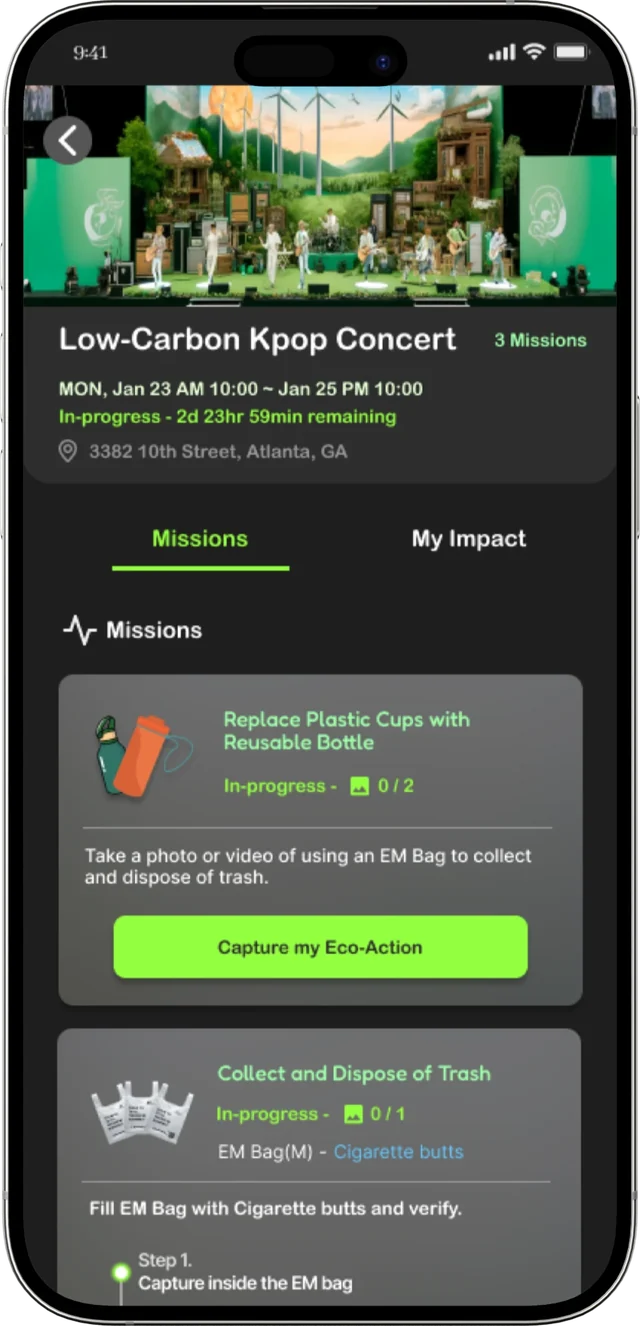 9:41
Low-Carbon Kpop Concert
3 Missions
MON, Jan 23 AM 10:00 ~ Jan 25 PM 10:00
In-progress - 2d 23hr 59min remaining
3382 10th Street, Atlanta, GA
Missions
My Impact
Missions
Replace Plastic Cups with
Reusable Bottle
In-progress - 0 / 2
Take a photo or video of using an EM Bag to collect
and dispose of trash.
Capture my Eco-Action
Collect and Dispose of Trash
In-progress - 0 / 1
EM Bag(M) - Cigarette butts
Fill EM Bag with Cigarette butts and verify.
Step 1.
Capture inside the EM bag